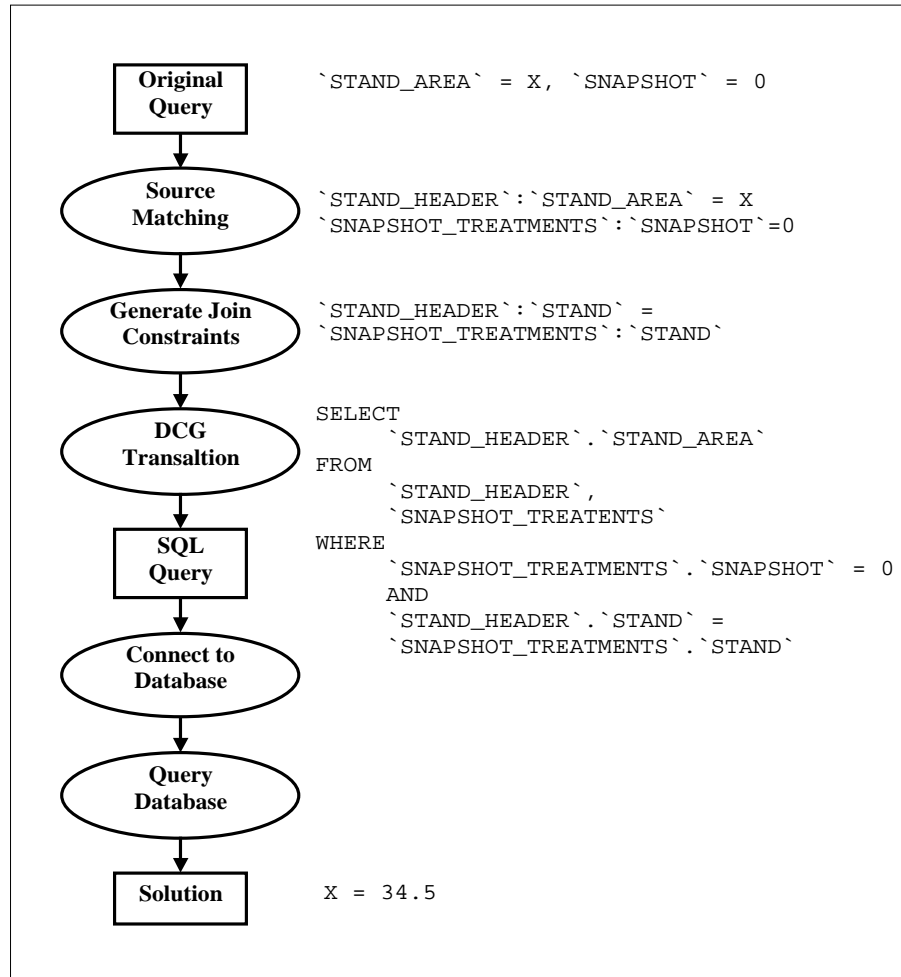 Original
Query
`STAND_AREA` = X, `SNAPSHOT` = 0
Source
Matching
`STAND_HEADER`:`STAND_AREA` = X
`SNAPSHOT_TREATMENTS`:`SNAPSHOT`=0
Generate Join
Constraints
`STAND_HEADER`:`STAND` =
`SNAPSHOT_TREATMENTS`:`STAND`
DCG
Transaltion
SELECT
`STAND_HEADER`.`STAND_AREA`
FROM
`STAND_HEADER`,
`SNAPSHOT_TREATENTS`
WHERE
`SNAPSHOT_TREATMENTS`.`SNAPSHOT` = 0
AND
`STAND_HEADER`.`STAND` =
`SNAPSHOT_TREATMENTS`.`STAND`
SQL
Query
Connect to
Database
Query
Database
Solution
X = 34.5